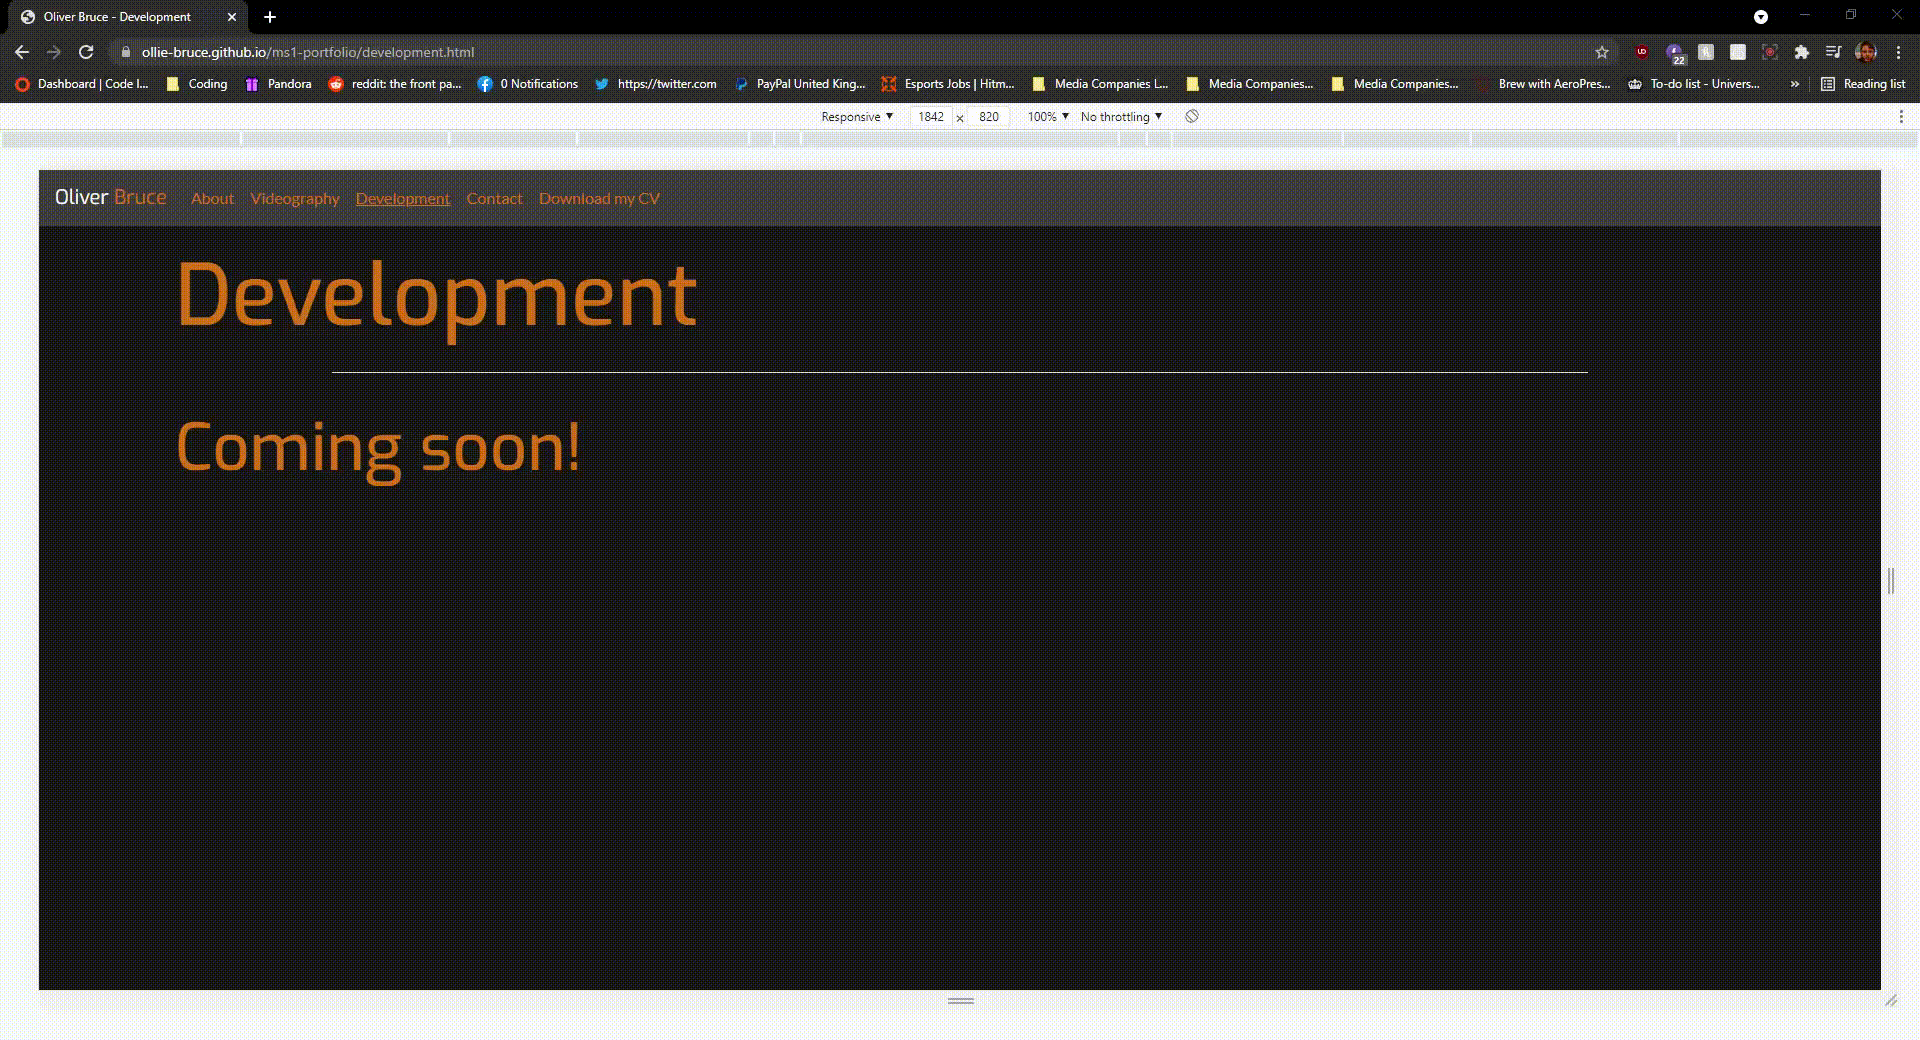 Oliver Bruce - Development
ollie-bruce.github.io/ms1-portfolio/development.html
22
Dashboard | Code I... Coding Pandora reddit: the front pa... 0 Notifications https://twitter.com PayPal United King... Esports Jobs | Hitm... Media Companies L... Media Companies... Media Companies... Brew with AeroPres... To-do list - Univers... » Reading list
Responsive ▼ 1842 × 820 100% ▼ No throttling ▼
Oliver Bruce About Videography Development Contact Download my CV
Development
Coming soon!